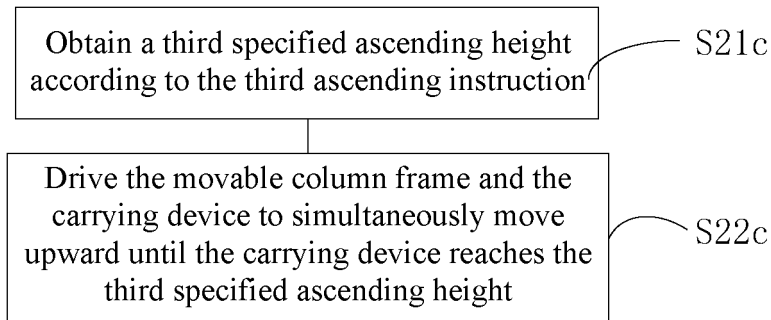 Obtain a third specified ascending height
according to the third ascending instruction
S21c
Drive the movable column frame and the
carrying device to simultaneously move
upward until the carrying device reaches the
third specified ascending height
S22c